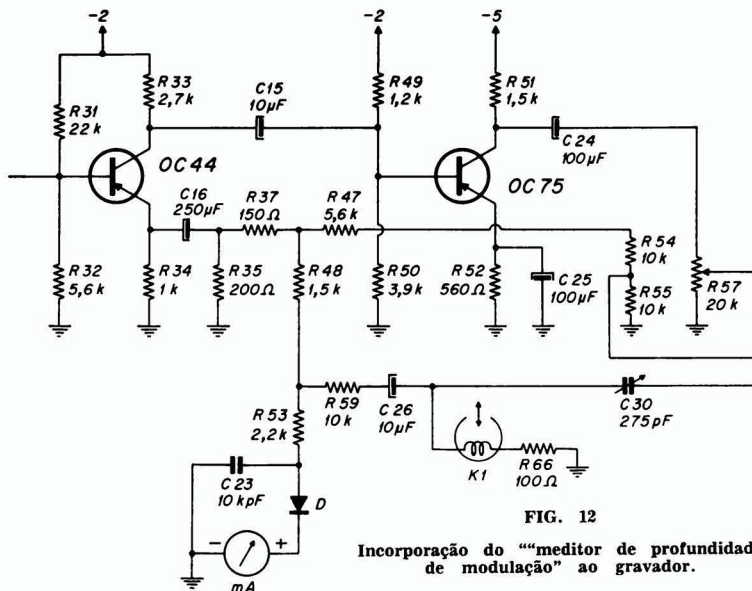 -2
-2
-5
R33
2,7k
C15
10µF
R49
1,2k
R51
1,5k
R31
22k
C24
100µF
OC44
OC75
C16
250µF
R37
150Ω
R47
5,6k
R32
5,6k
R34
1k
R35
200Ω
R48
1,5k
R50
3,9k
R52
560Ω
C25
100µF
R54
10k
R55
10k
R57
20k
R59
10k
C26
10µF
C30
275pF
R53
2,2k
C23
10kpF
D
K1
R66
100Ω
-
+
mA
FIG. 12
Incorporação do ““meditor de profundidad
de modulação” ao gravador.